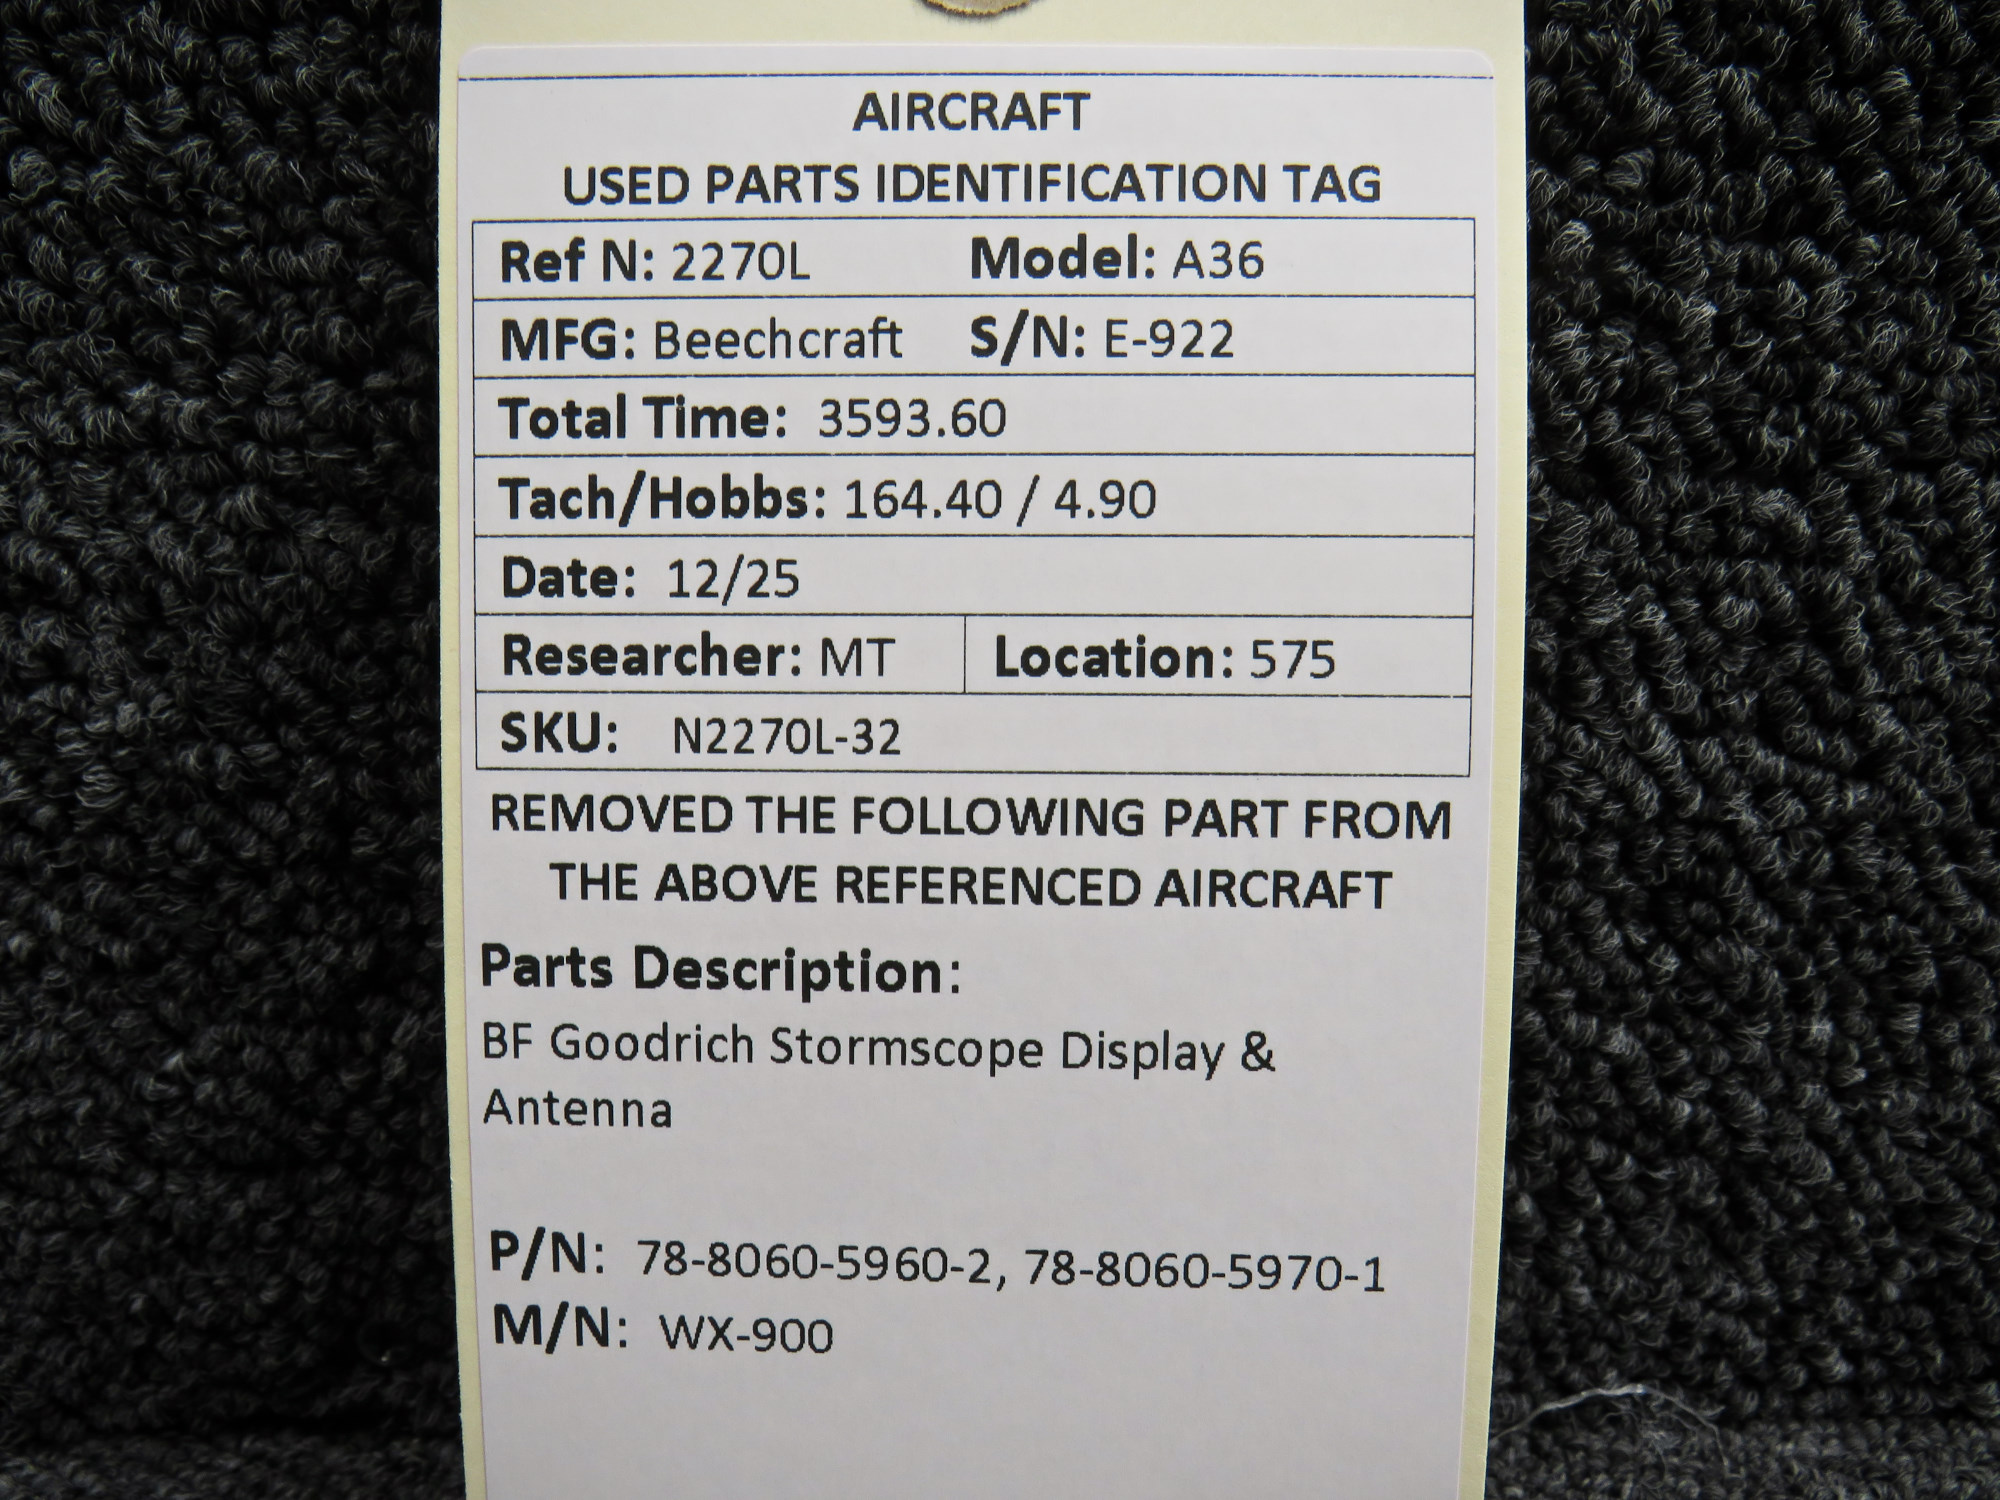 AIRCRAFT
USED PARTS IDENTIFICATION TAG
Ref N: 2270L Model: A36
MFG: Beechcraft S/N: E-922
Total Time: 3593.60
Tach/Hobbs: 164.40 / 4.90
Date: 12/25
Researcher: MT Location: 575
SKU: N2270L-32
REMOVED THE FOLLOWING PART FROM
THE ABOVE REFERENCED AIRCRAFT
Parts Description:
BF Goodrich Stormscope Display &
Antenna
P/N: 78-8060-5960-2, 78-8060-5970-1
M/N: WX-900